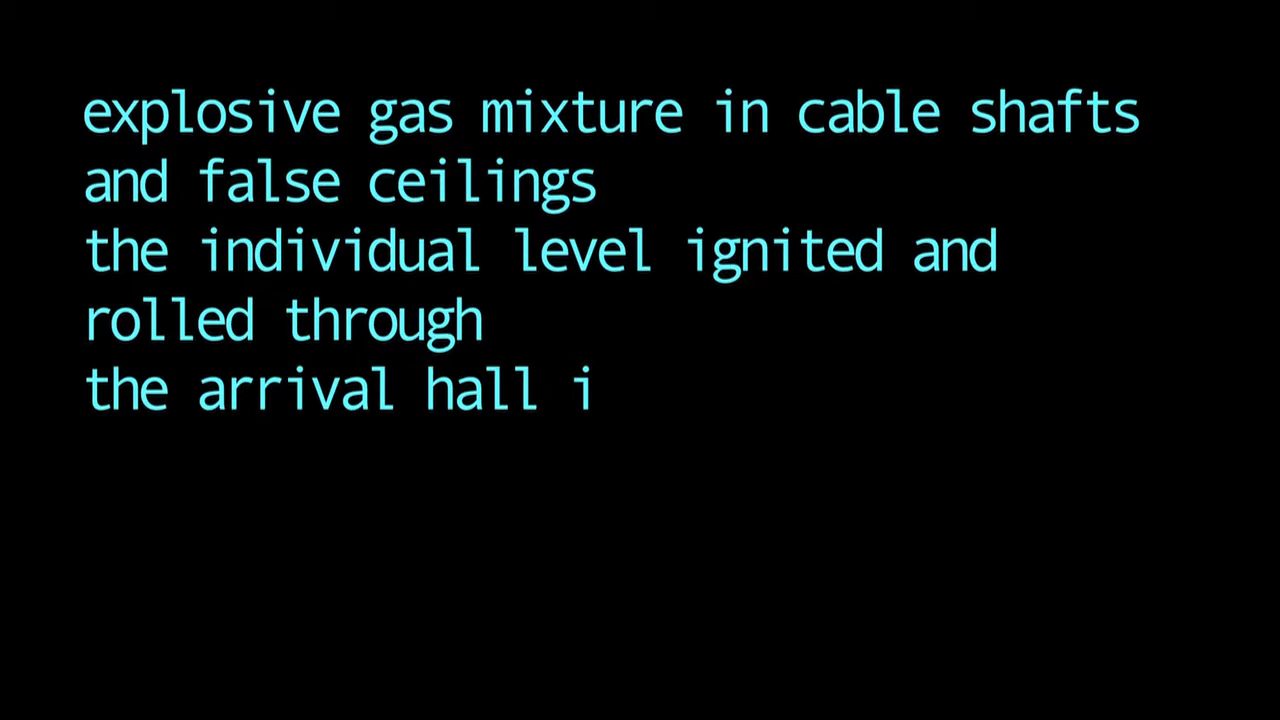 explosive gas mixture in cable shafts
and false ceilings
the individual level ignited and
rolled through
the arrival hall i